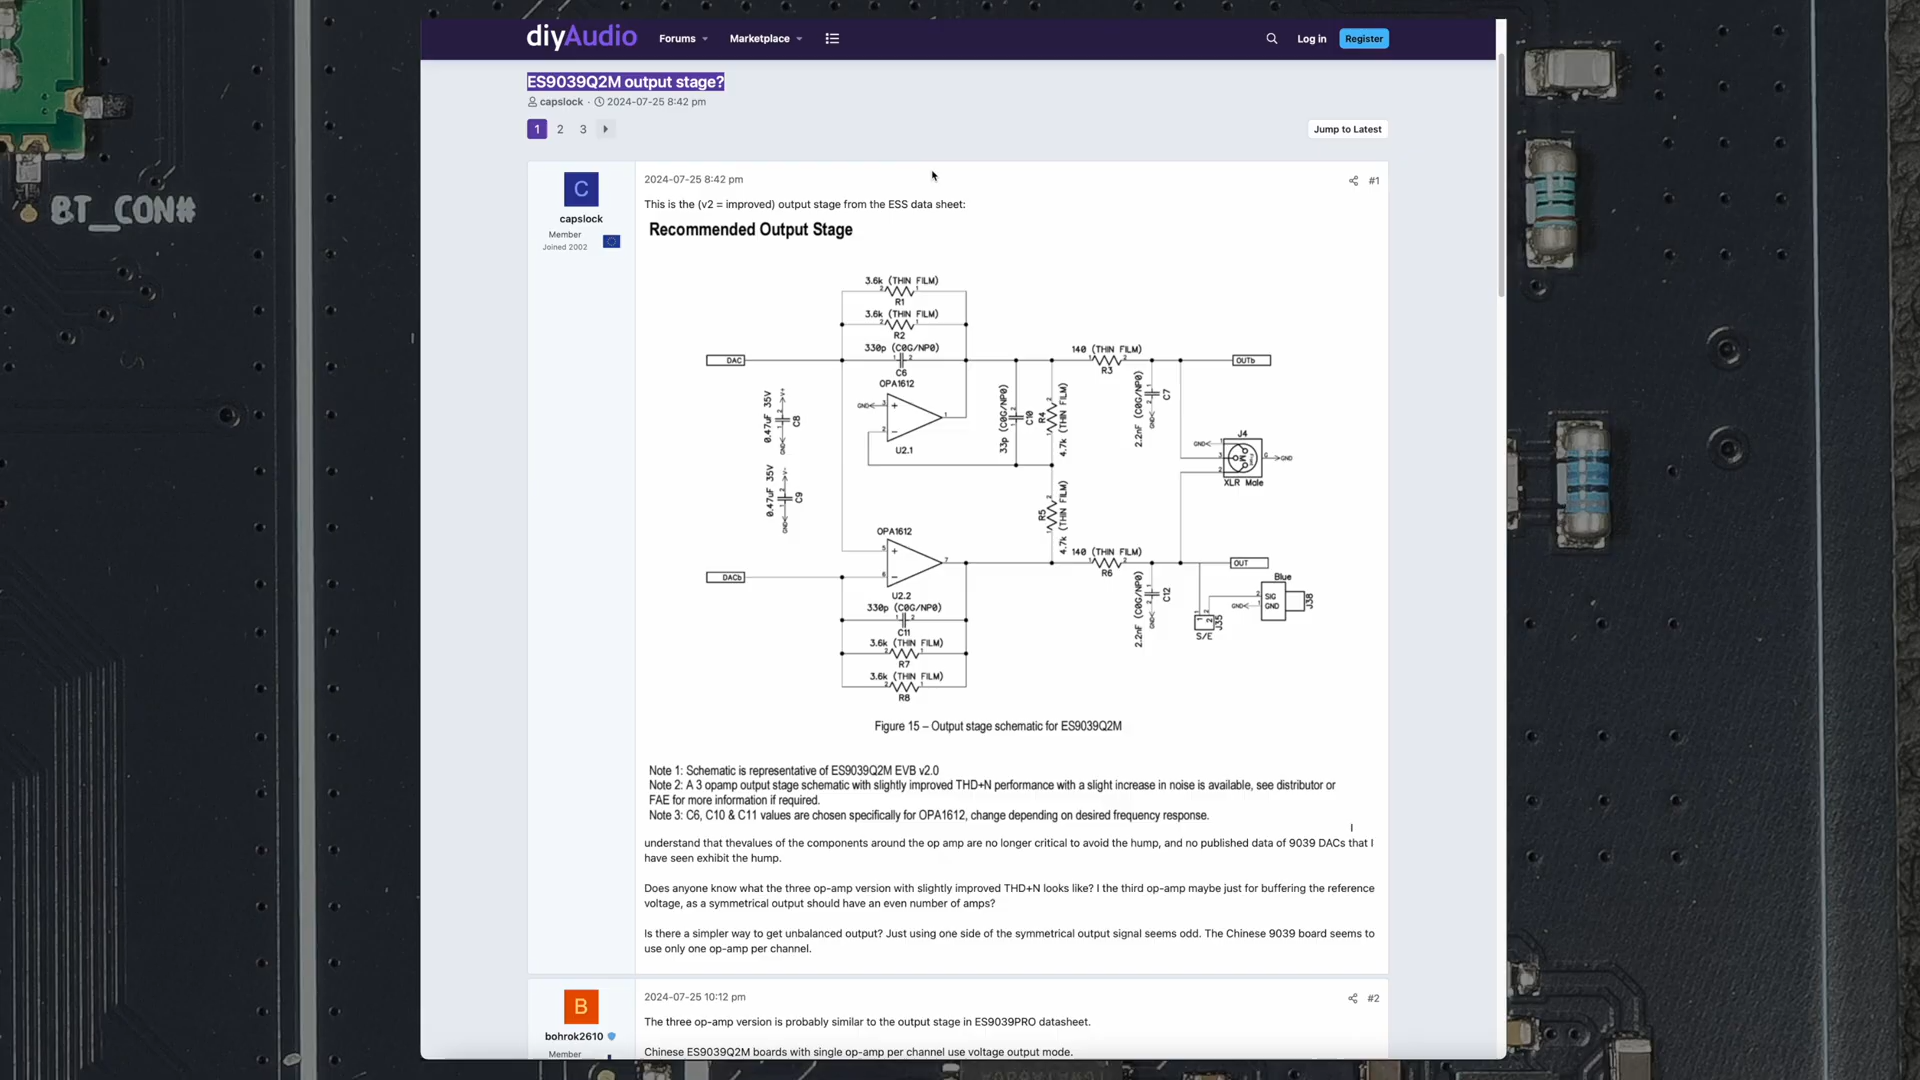 diyAudio
Forums
Marketplace
Log in
Register
ES9039Q2M output stage?
capslock · 2024-07-25 8:42 pm
1 2 3
Jump to Latest
C
capslock
Member
Joined 2002
2024-07-25 8:42 pm
#1
This is the (v2 = improved) output stage from the ESS data sheet:
Recommended Output Stage
3.6k (THIN FILM)
R1
3.6k (THIN FILM)
R2
330p (C0G/NP0)
C6
DAC
OPA1612
GND
U2.1
0.47uF 35V
C8
V+
GND
0.47uF 35V
C9
V-
GND
33p (C0G/NP0)
C10
R4
4.7k (THIN FILM)
140 (THIN FILM)
R3
2.2nF (C0G/NP0)
C7
GND
OUTb
J4
GND
GND
XLR Male
R5
4.7k (THIN FILM)
OPA1612
DACb
U2.2
330p (C0G/NP0)
C11
3.6k (THIN FILM)
R7
3.6k (THIN FILM)
R8
140 (THIN FILM)
R6
2.2nF (C0G/NP0)
C12
GND
OUT
Blue
SIG
GND
GND
J38
J35
S/E
Figure 15 – Output stage schematic for ES9039Q2M
Note 1: Schematic is representative of ES9039Q2M EVB v2.0
Note 2: A 3 opamp output stage schematic with slightly improved THD+N performance with a slight increase in noise is available, see distributor or
FAE for more information if required.
Note 3: C6, C10 & C11 values are chosen specifically for OPA1612, change depending on desired frequency response.
I
understand that thevalues of the components around the op amp are no longer critical to avoid the hump, and no published data of 9039 DACs that I
have seen exhibit the hump.
Does anyone know what the three op-amp version with slightly improved THD+N looks like? I the third op-amp maybe just for buffering the reference
voltage, as a symmetrical output should have an even number of amps?
Is there a simpler way to get unbalanced output? Just using one side of the symmetrical output signal seems odd. The Chinese 9039 board seems to
use only one op-amp per channel.
B
bohrok2610
Member
2024-07-25 10:12 pm
#2
The three op-amp version is probably similar to the output stage in ES9039PRO datasheet.
Chinese ES9039Q2M boards with single op-amp per channel use voltage output mode.
BT_CON#